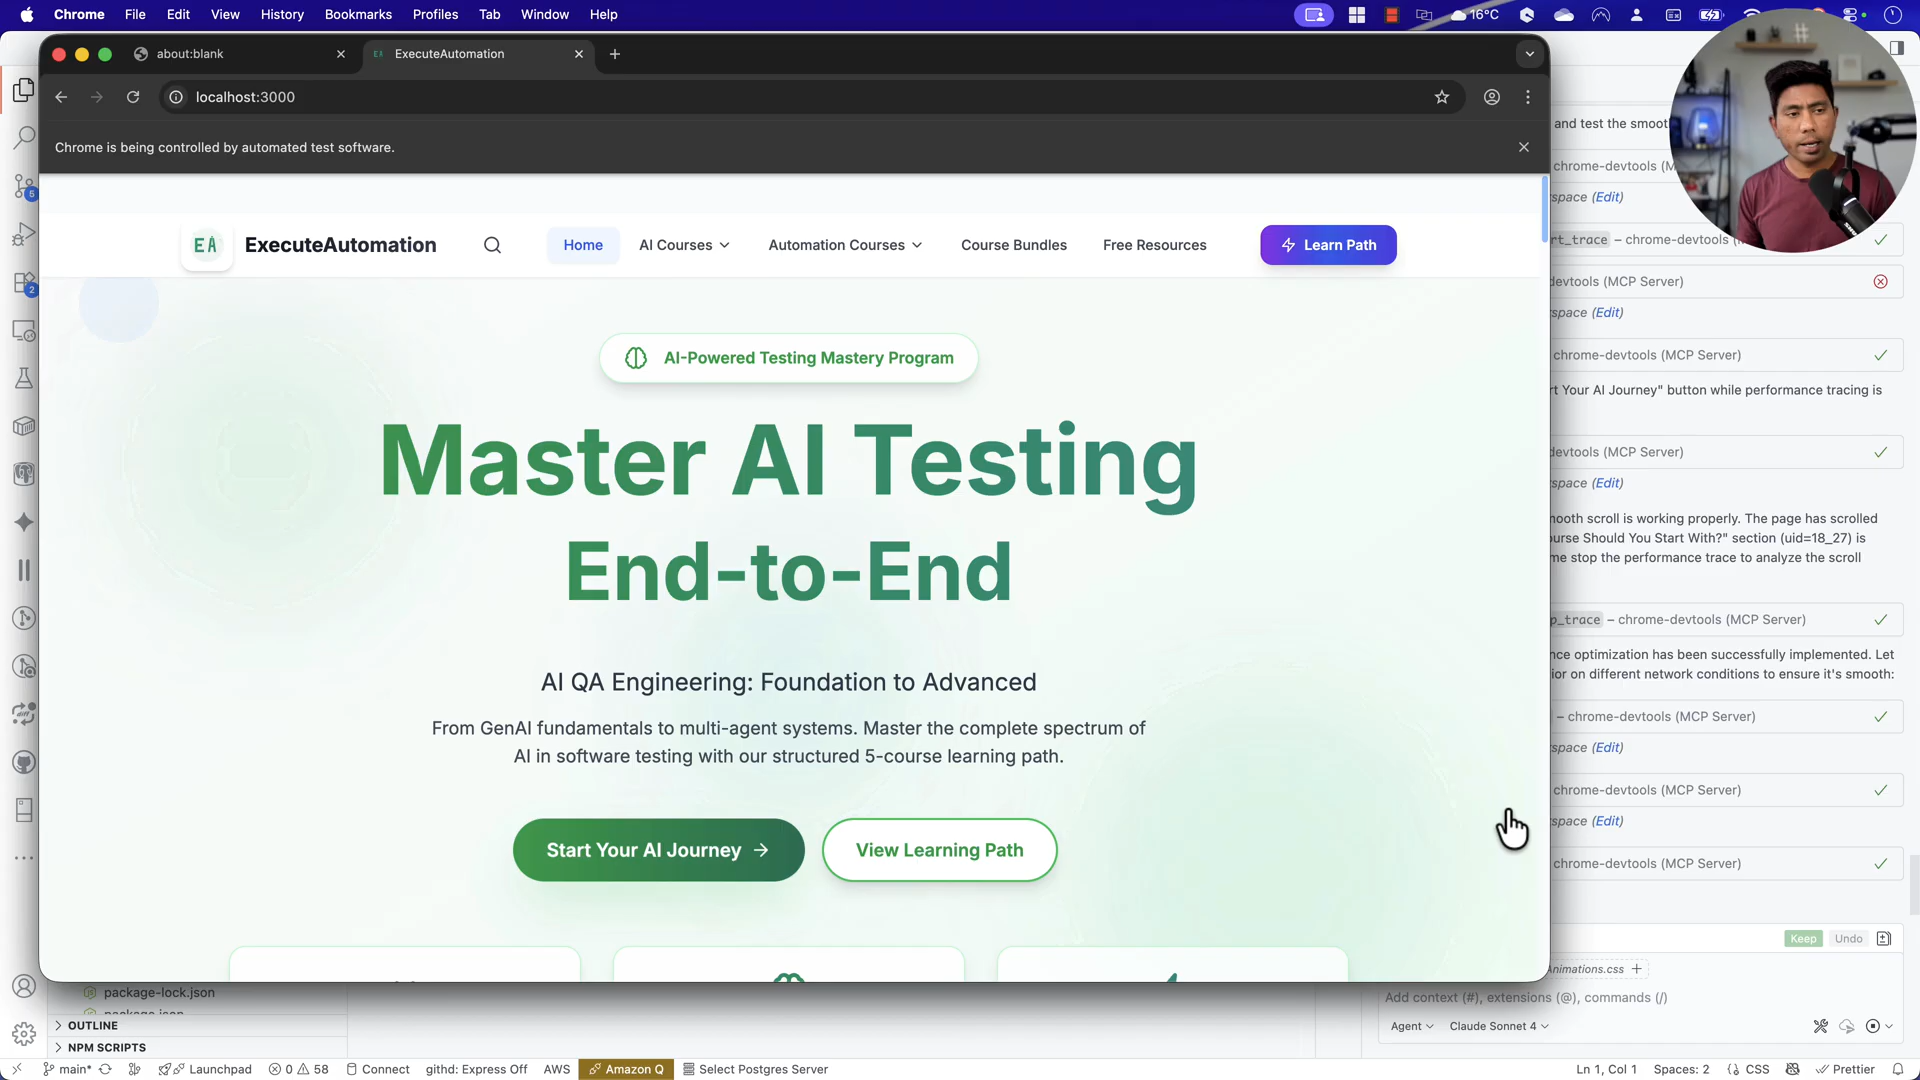 Chrome File Edit View History Bookmarks Profiles Tab Window Help
16°C
about:blank
EA ExecuteAutomation
localhost:3000
Chrome is being controlled by automated test software.
EA ExecuteAutomation
Home
AI Courses
Automation Courses
Course Bundles
Free Resources
Learn Path
AI-Powered Testing Mastery Program
Master AI Testing
End-to-End
AI QA Engineering: Foundation to Advanced
From GenAI fundamentals to multi-agent systems. Master the complete spectrum of
AI in software testing with our structured 5-course learning path.
Start Your AI Journey →
View Learning Path
5
2
and test the smoot
chrome-devtools (M
space (Edit)
rt_trace – chrome-devtools (M
devtools (MCP Server)
space (Edit)
chrome-devtools (MCP Server)
rt Your AI Journey" button while performance tracing is
devtools (MCP Server)
space (Edit)
mooth scroll is working properly. The page has scrolled
ourse Should You Start With?" section (uid=18_27) is
me stop the performance trace to analyze the scroll
p_trace – chrome-devtools (MCP Server)
nce optimization has been successfully implemented. Let
ior on different network conditions to ensure it's smooth:
– chrome-devtools (MCP Server)
space (Edit)
chrome-devtools (MCP Server)
space (Edit)
chrome-devtools (MCP Server)
Keep Undo
Animations.css
Add context (#), extensions (@), commands (/)
Agent Claude Sonnet 4
package-lock.json
package.json
OUTLINE
NPM SCRIPTS
main* Launchpad 0 58 Connect githd: Express Off AWS Amazon Q Select Postgres Server
Ln 1, Col 1 Spaces: 2 CSS Prettier